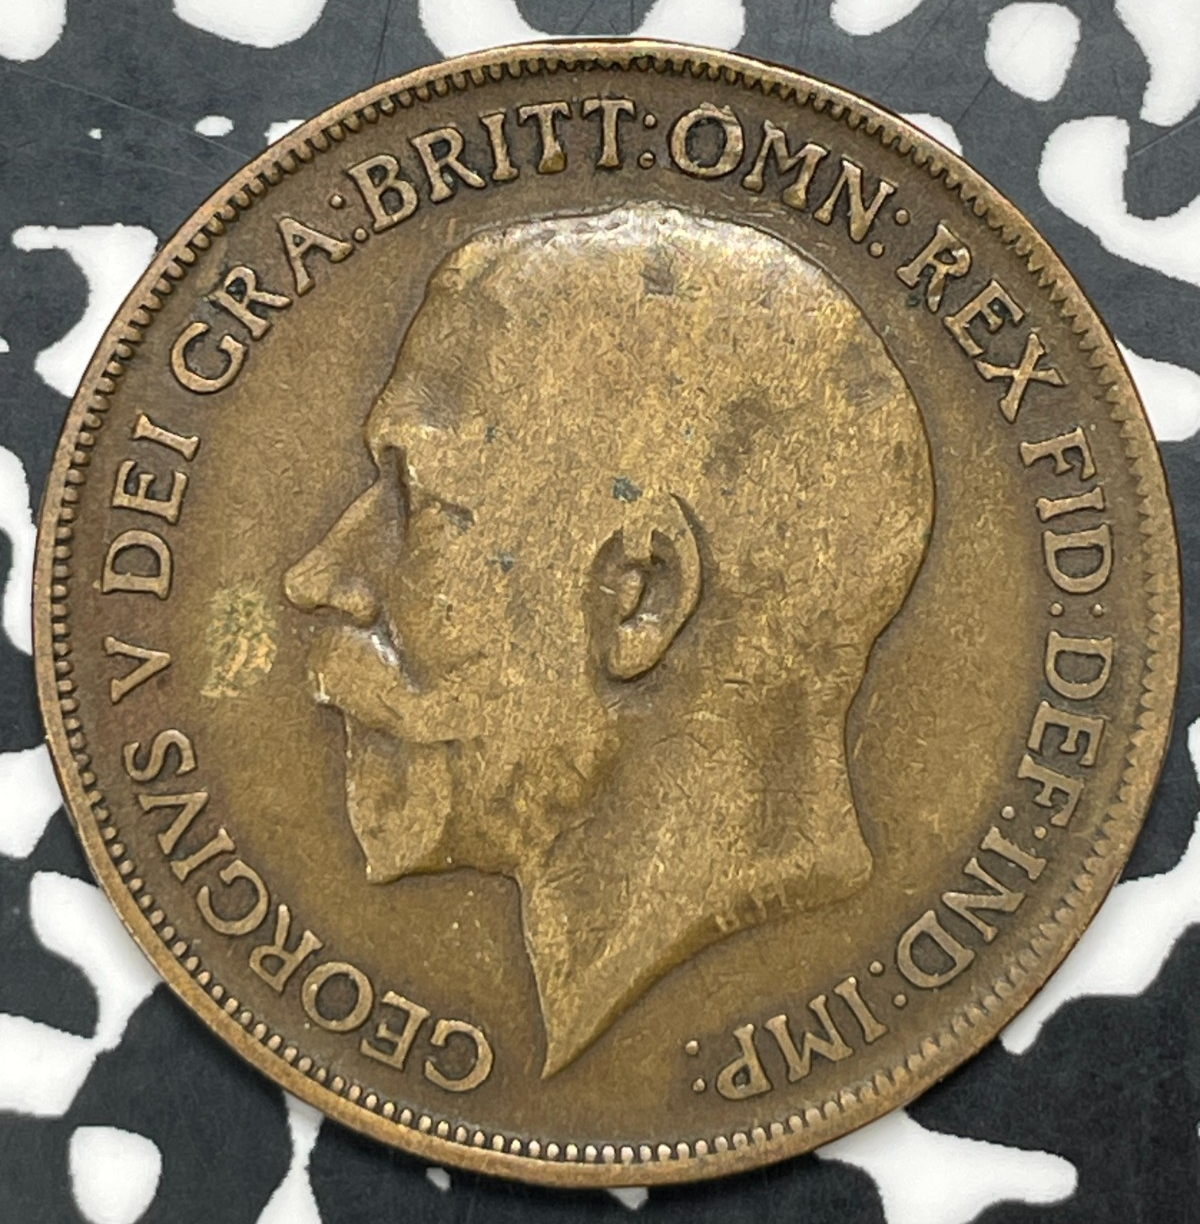 GEORGIVS V DEI GRA: BRITT: OMN: REX FID: DEF: IND: IMP:
B.M.